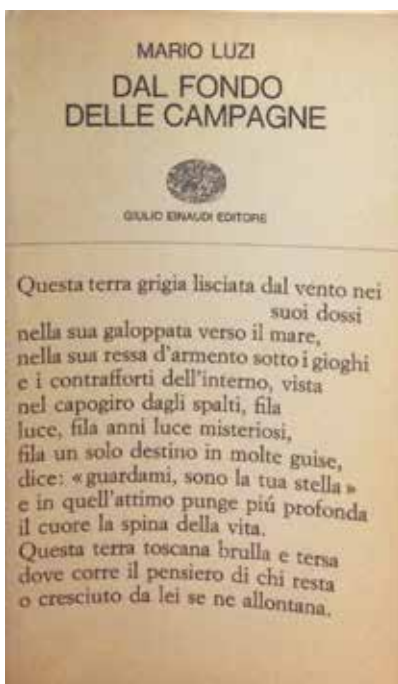 MARIO LUZI
DAL FONDO
DELLE CAMPAGNE
GIULIO EINAUDI EDITORE
Questa terra grigia lisciata dal vento nei
suoi dossi
nella sua galoppata verso il mare,
nella sua ressa d'armento sotto i gioghi
e i contrafforti dell'interno, vista
nel capogiro dagli spalti, fila
luce, fila anni luce misteriosi,
fila un solo destino in molte guise,
dice: «guardami, sono la tua stella»
e in quell'attimo punge piú profonda
il cuore la spina della vita.
Questa terra toscana brulla e tersa
dove corre il pensiero di chi resta
o cresciuto da lei se ne allontana.